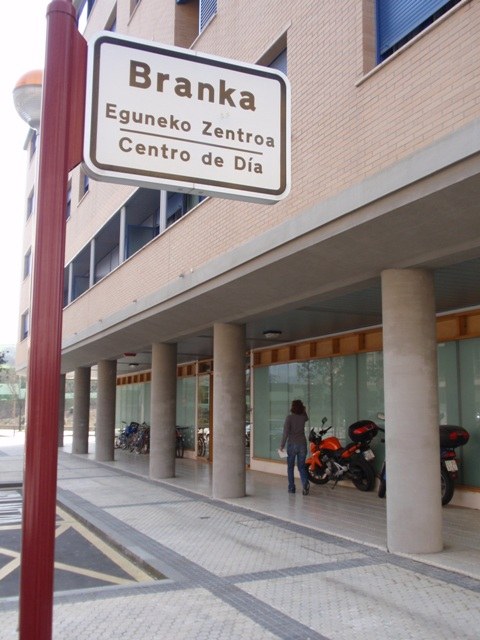 Branka
Eguneko Zentroa
Centro de Día